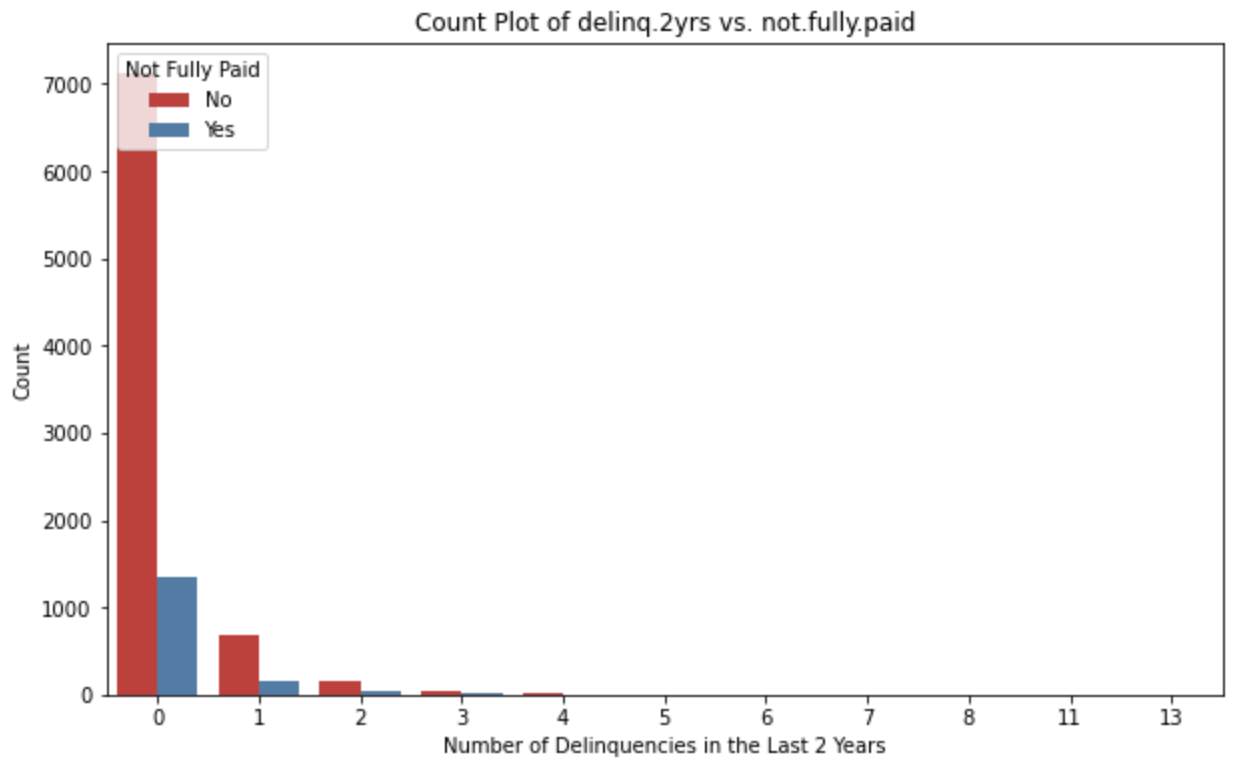 Count Plot of delinq.2yrs vs. not.fully.paid
Not Fully Paid
No
Yes
7000
6000
5000
4000
3000
2000
1000
0
Count
0 1 2 3 4 5 6 7 8 11 13
Number of Delinquencies in the Last 2 Years